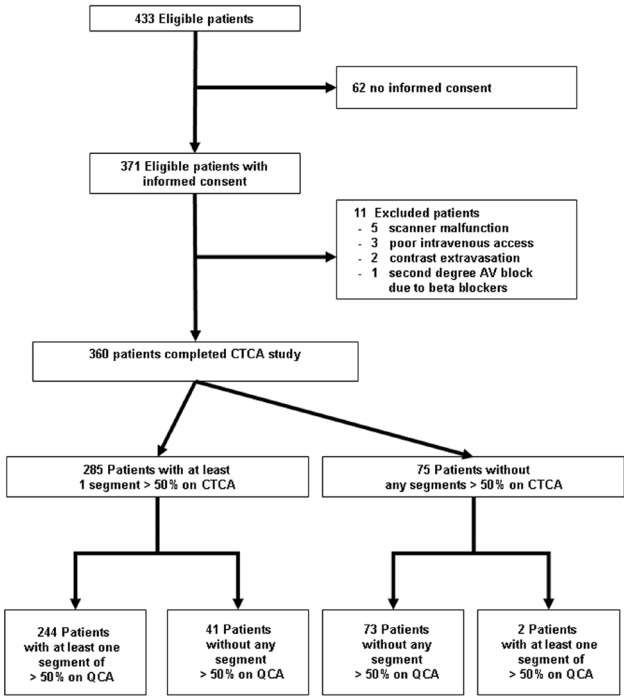 433 Eligible patients
62 no informed consent
371 Eligible patients with
informed consent
11 Excluded patients
- 5 scanner malfunction
- 3 poor intravenous access
- 2 contrast extravasation
- 1 second degree AV block
due to beta blockers
360 patients completed CTCA study
285 Patients with at least
1 segment > 50% on CTCA
75 Patients without
any segments > 50% on CTCA
244 Patients
with at least one
segment of
> 50% on QCA
41 Patients
without any
segment
> 50% on QCA
73 Patients
without any
segment
> 50% on QCA
2 Patients
with at least one
segment of
> 50% on QCA